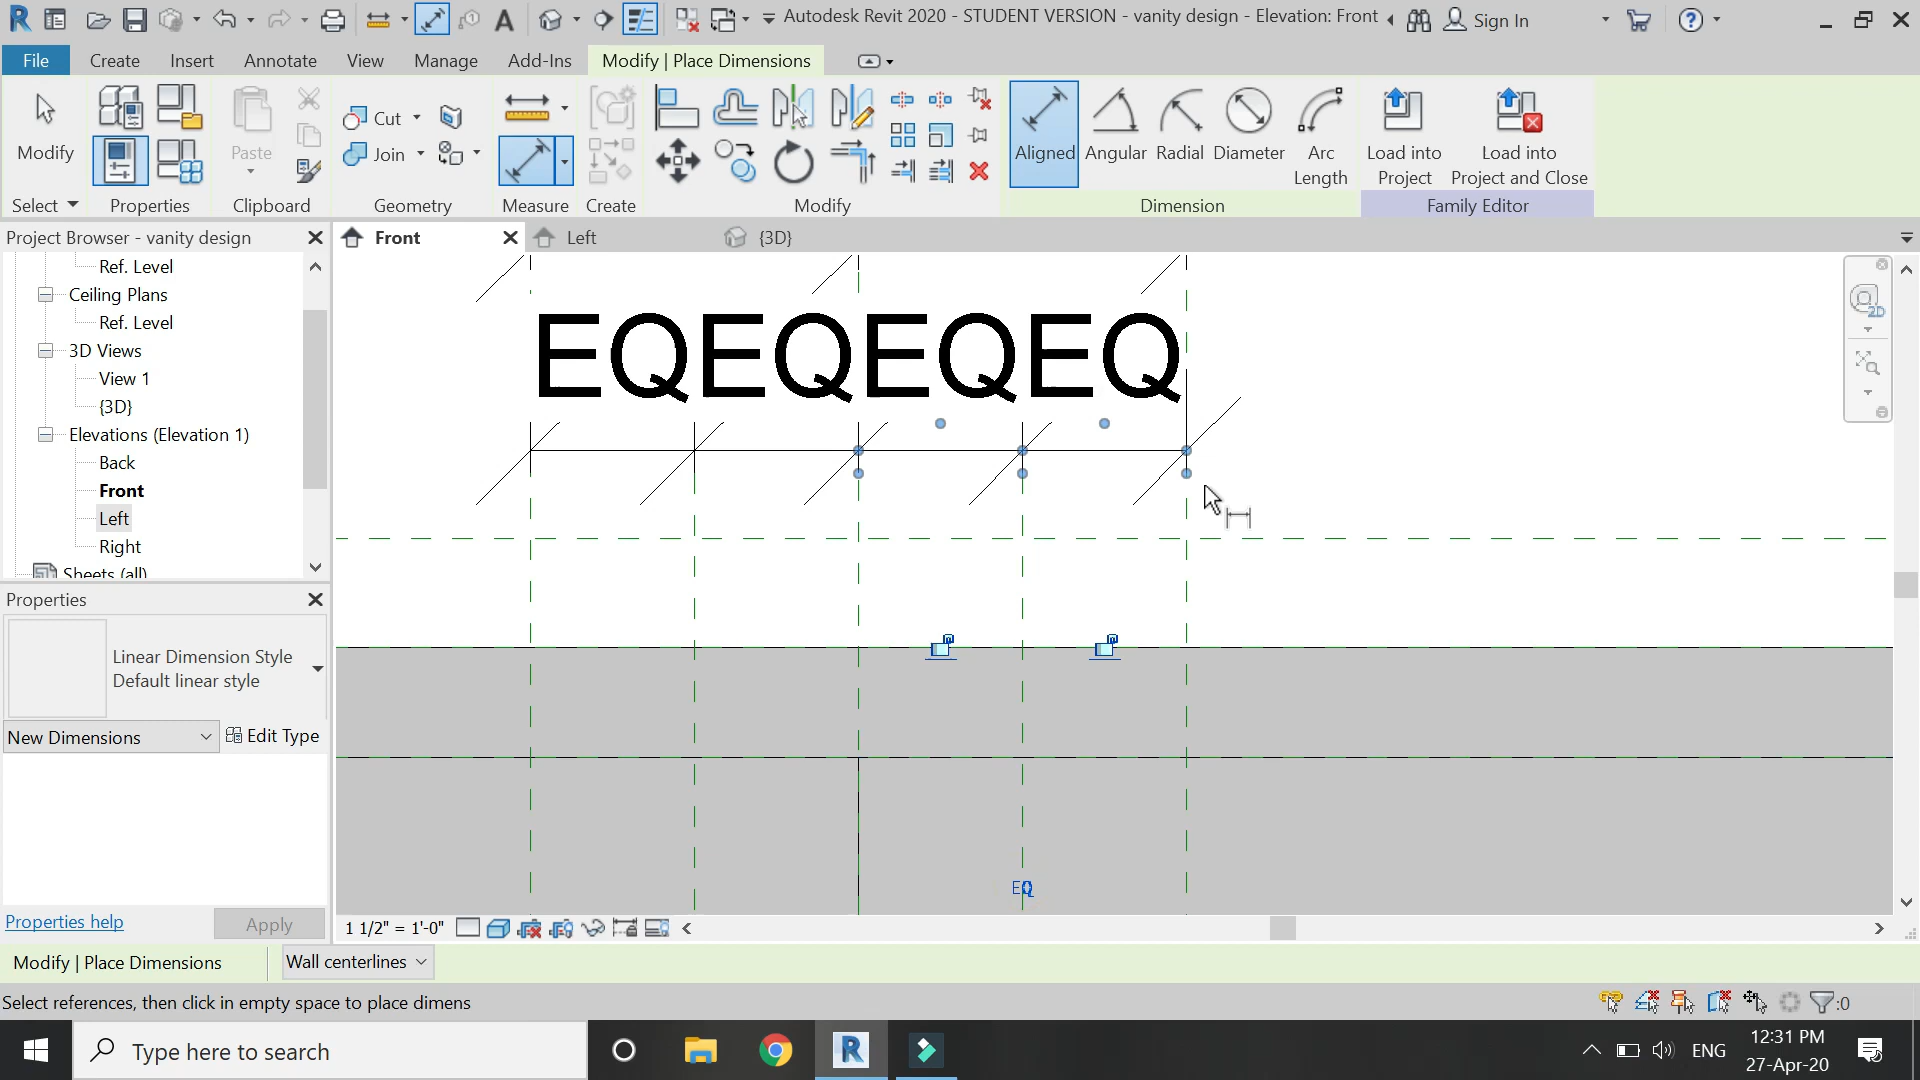 Autodesk Revit 2020 - STUDENT VERSION - vanity design - Elevation: Front
Sign In
File
Create
Insert
Annotate
View
Manage
Add-Ins
Modify | Place Dimensions
Modify
Paste
Cut
Join
Aligned
Angular
Radial
Diameter
Arc
Length
Load into
Project
Load into
Project and Close
Select
Properties
Clipboard
Geometry
Measure
Create
Modify
Dimension
Family Editor
Project Browser - vanity design
Front
Left
{3D}
Ref. Level
Ceiling Plans
Ref. Level
3D Views
View 1
{3D}
Elevations (Elevation 1)
Back
Front
Left
Right
Sheets (all)
EQEQEQEQ
2D
Properties
Linear Dimension Style
Default linear style
New Dimensions
Edit Type
EQ
Properties help
Apply
1 1/2" = 1'-0"
Modify | Place Dimensions
Wall centerlines
Select references, then click in empty space to place dimens
:0
Type here to search
ENG
12:31 PM
27-Apr-20